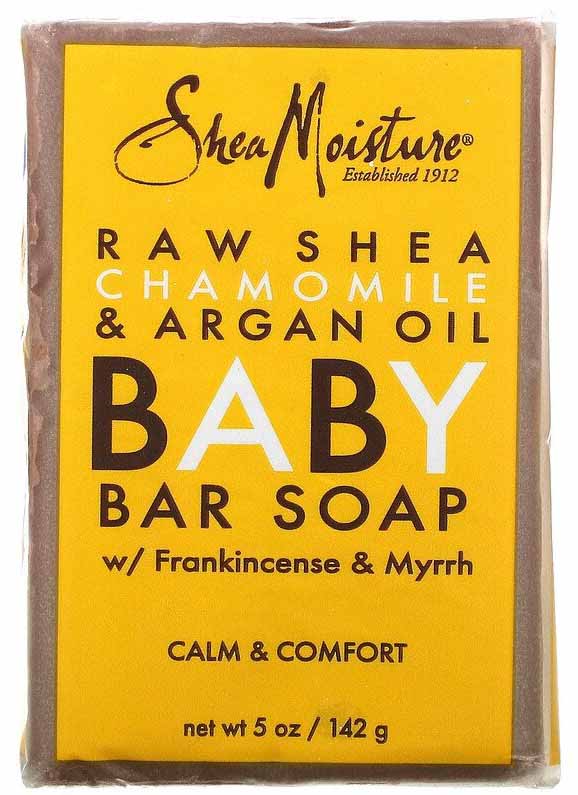 SheaMoisture®
Established 1912
RAW SHEA
CHAMOMILE
& ARGAN OIL
BABY
BAR SOAP
w/ Frankincense & Myrrh
CALM & COMFORT
net wt 5 oz / 142 g